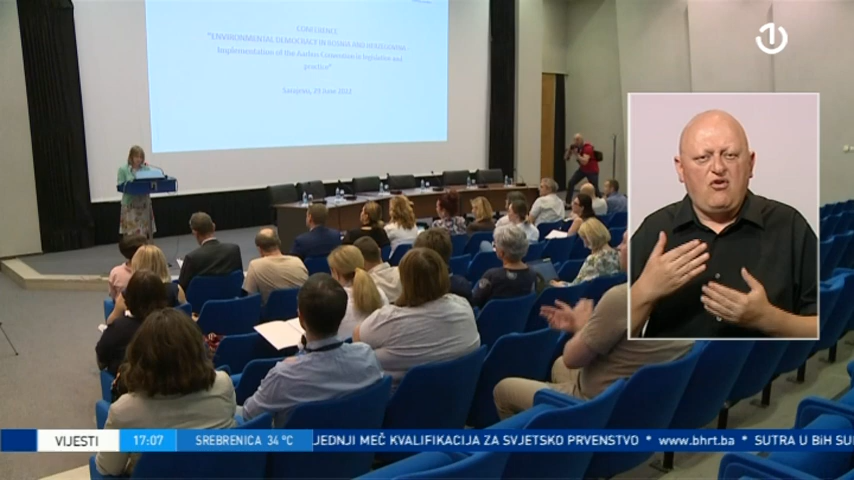 CONFERENCE
"ENVIRONMENTAL DEMOCRACY IN BOSNIA AND HERZEGOVINA
Implementation of the Aarhus Convention in legislative and
practice"
Sarajevo, 29 June 2022
VIJESTI 17:07 SREBRENICA 34 °C JEDNJI MEČ KVALIFIKACIJA ZA SVJETSKO PRVENSTVO * www.bhrt.ba * SUTRA U BiH SU